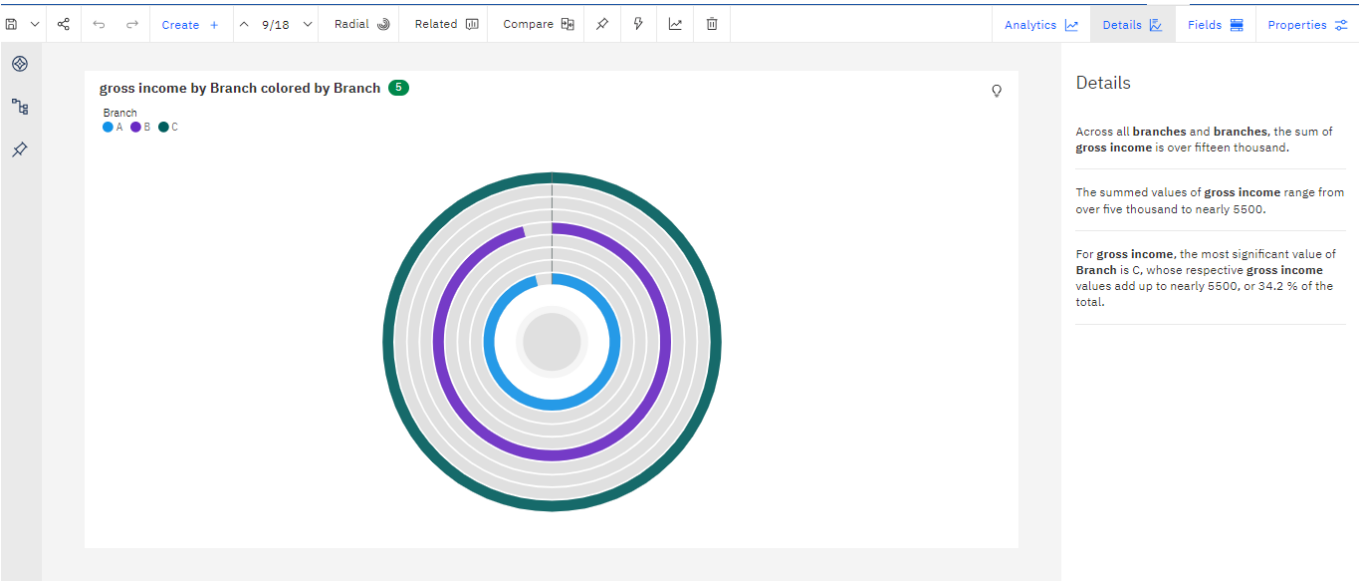 Create + 9/18 Radial Related Compare Analytics Details Fields Properties
gross income by Branch colored by Branch 5
Branch
A B C
Details
Across all branches and branches, the sum of
gross income is over fifteen thousand.
The summed values of gross income range from
over five thousand to nearly 5500.
For gross income, the most significant value of
Branch is C, whose respective gross income
values add up to nearly 5500, or 34.2 % of the
total.